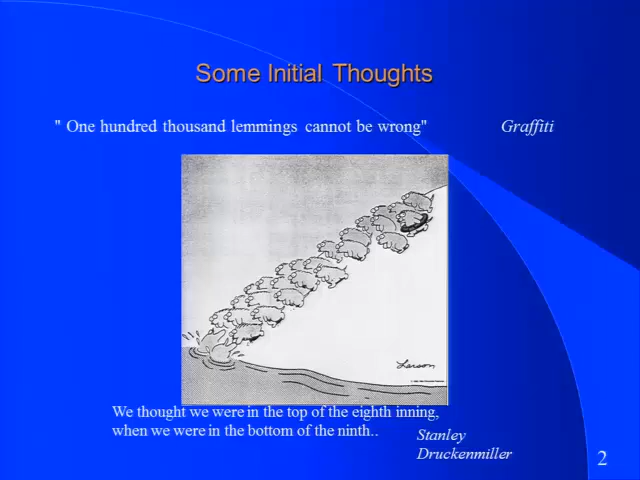 Some Initial Thoughts
" One hundred thousand lemmings cannot be wrong" Graffiti
Larson
We thought we were in the top of the eighth inning,
when we were in the bottom of the ninth..
Stanley
Druckenmiller
2